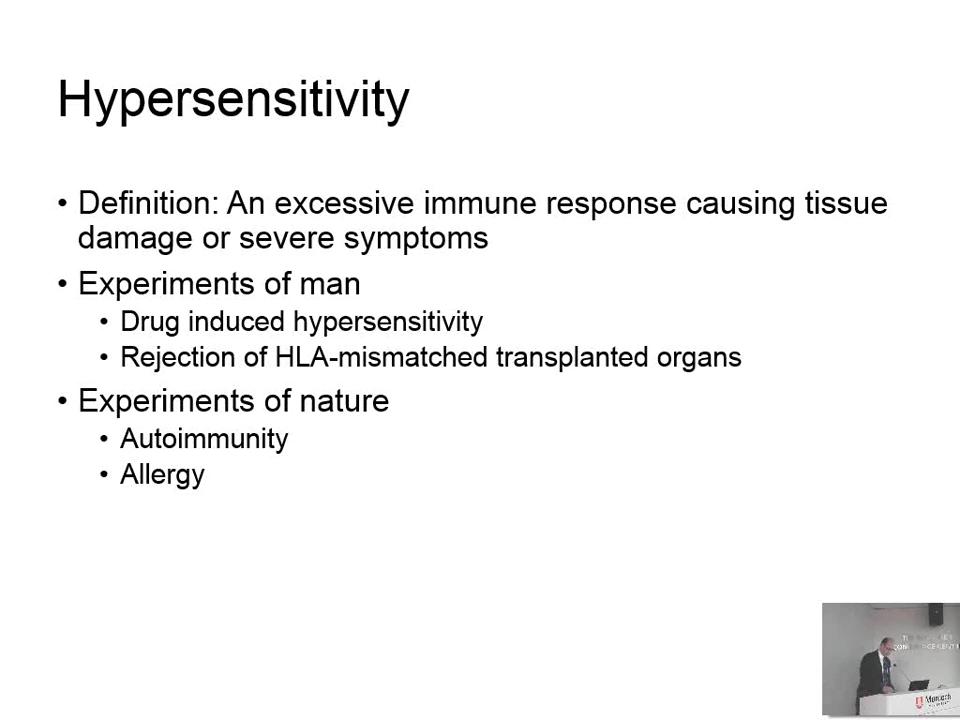 Hypersensitivity
• Definition: An excessive immune response causing tissue
damage or severe symptoms
• Experiments of man
• Drug induced hypersensitivity
• Rejection of HLA-mismatched transplanted organs
• Experiments of nature
• Autoimmunity
• Allergy
Murdoch